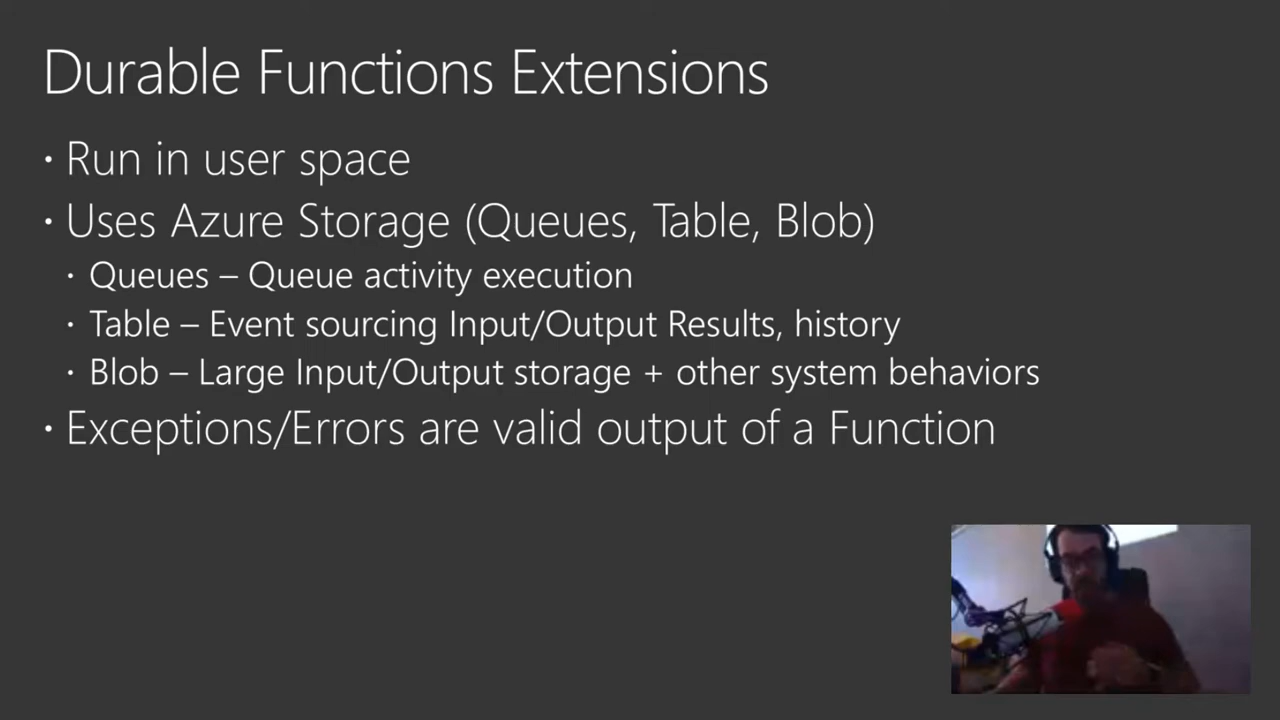 Durable Functions Extensions
• Run in user space
• Uses Azure Storage (Queues, Table, Blob)
• Queues – Queue activity execution
• Table – Event sourcing Input/Output Results, history
• Blob – Large Input/Output storage + other system behaviors
• Exceptions/Errors are valid output of a Function